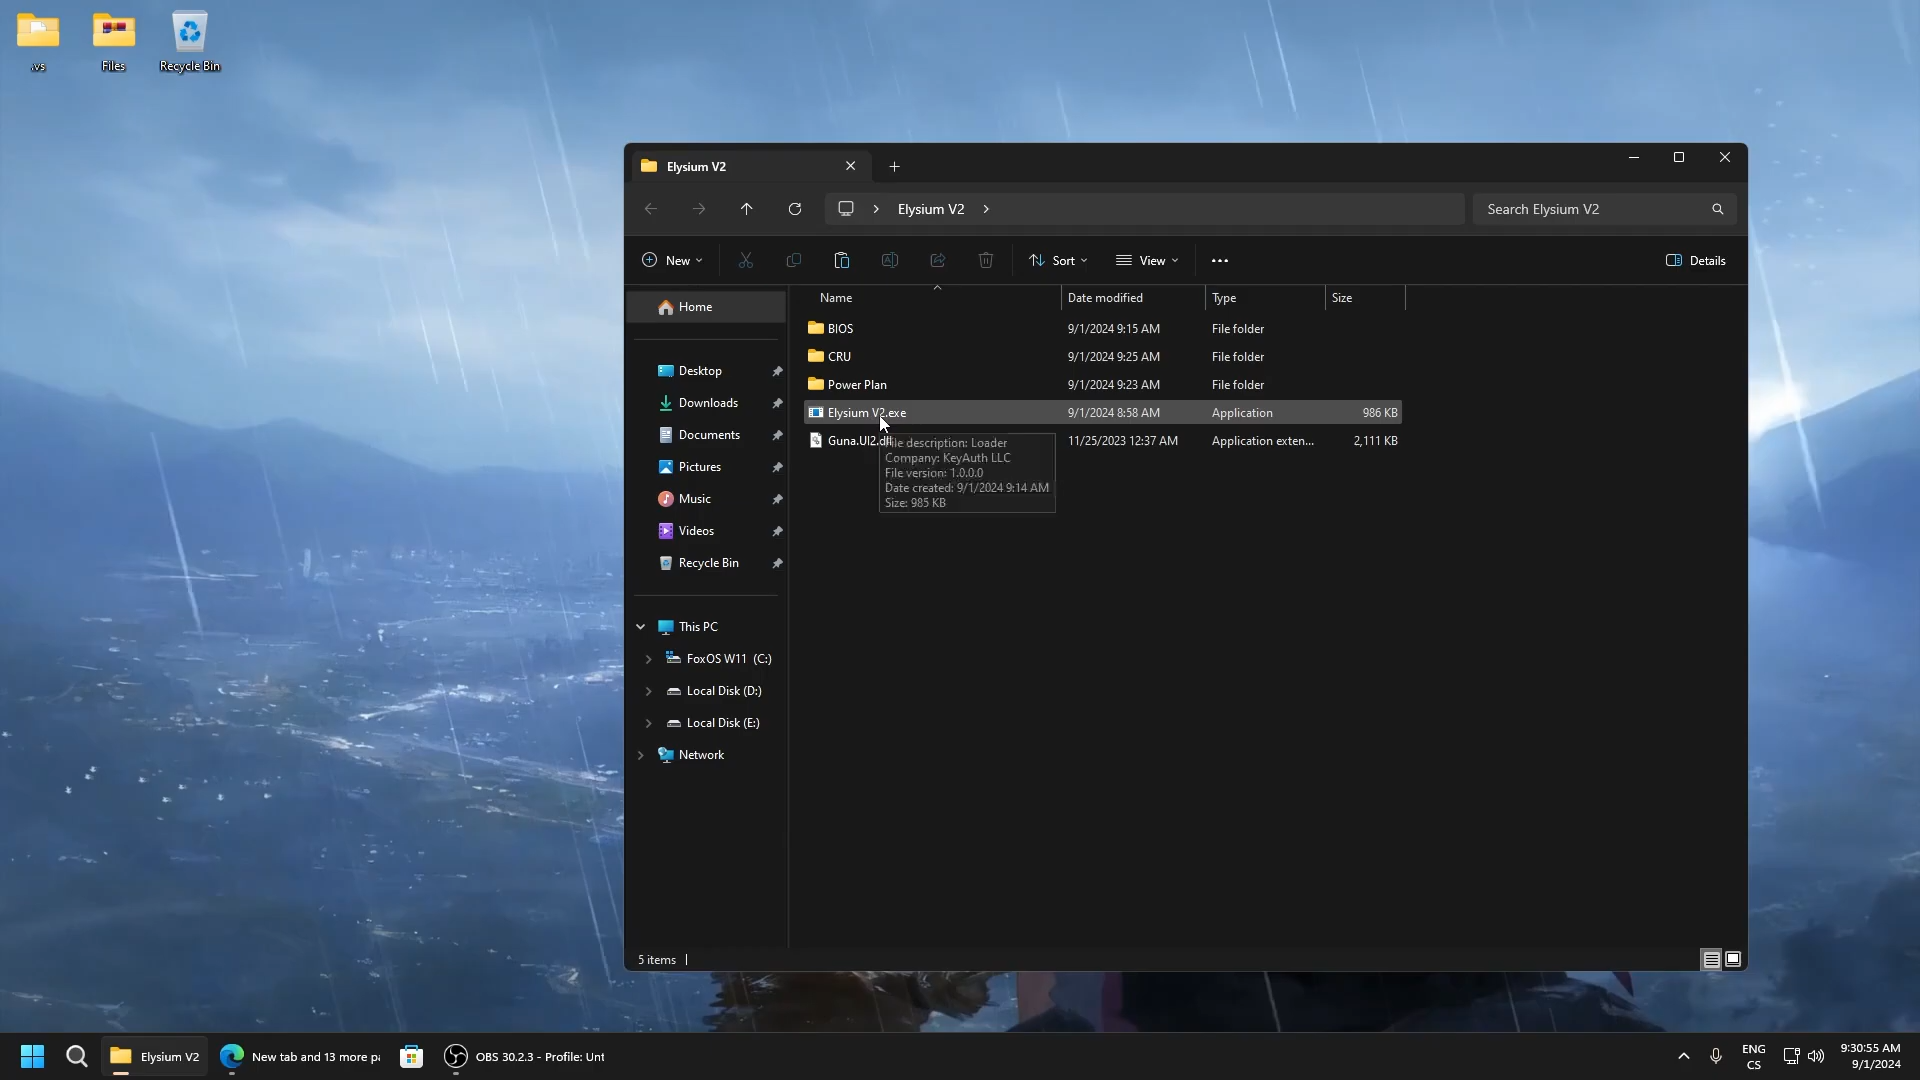 .vs
Files
Recycle Bin
Elysium V2
Elysium V2
Search Elysium V2
New
Sort
View
Details
Name Date modified Type Size
Home
BIOS 9/1/2024 9:15 AM File folder
CRU 9/1/2024 9:25 AM File folder
Power Plan 9/1/2024 9:23 AM File folder
Elysium V2.exe 9/1/2024 8:58 AM Application 986 KB
Guna.UI2.dll 11/25/2023 12:37 AM Application exten... 2,111 KB
File description: Loader
Company: KeyAuth LLC
File version: 1.0.0.0
Date created: 9/1/2024 9:14 AM
Size: 985 KB
Desktop
Downloads
Documents
Pictures
Music
Videos
Recycle Bin
This PC
FoxOS W11 (C:)
Local Disk (D:)
Local Disk (E:)
Network
5 items
Elysium V2
New tab and 13 more pa
OBS 30.2.3 - Profile: Unt
ENG
CS
9:30:55 AM
9/1/2024